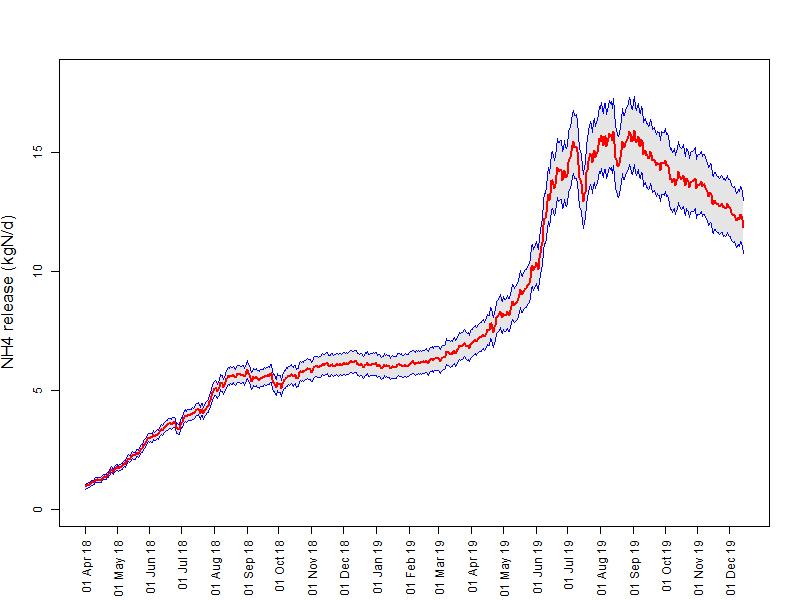 NH4 release (kgN/d)
15
10
5
0
01 Apr 18
01 May 18
01 Jun 18
01 Jul 18
01 Aug 18
01 Sep 18
01 Oct 18
01 Nov 18
01 Dec 18
01 Jan 19
01 Feb 19
01 Mar 19
01 Apr 19
01 May 19
01 Jun 19
01 Jul 19
01 Aug 19
01 Sep 19
01 Oct 19
01 Nov 19
01 Dec 19